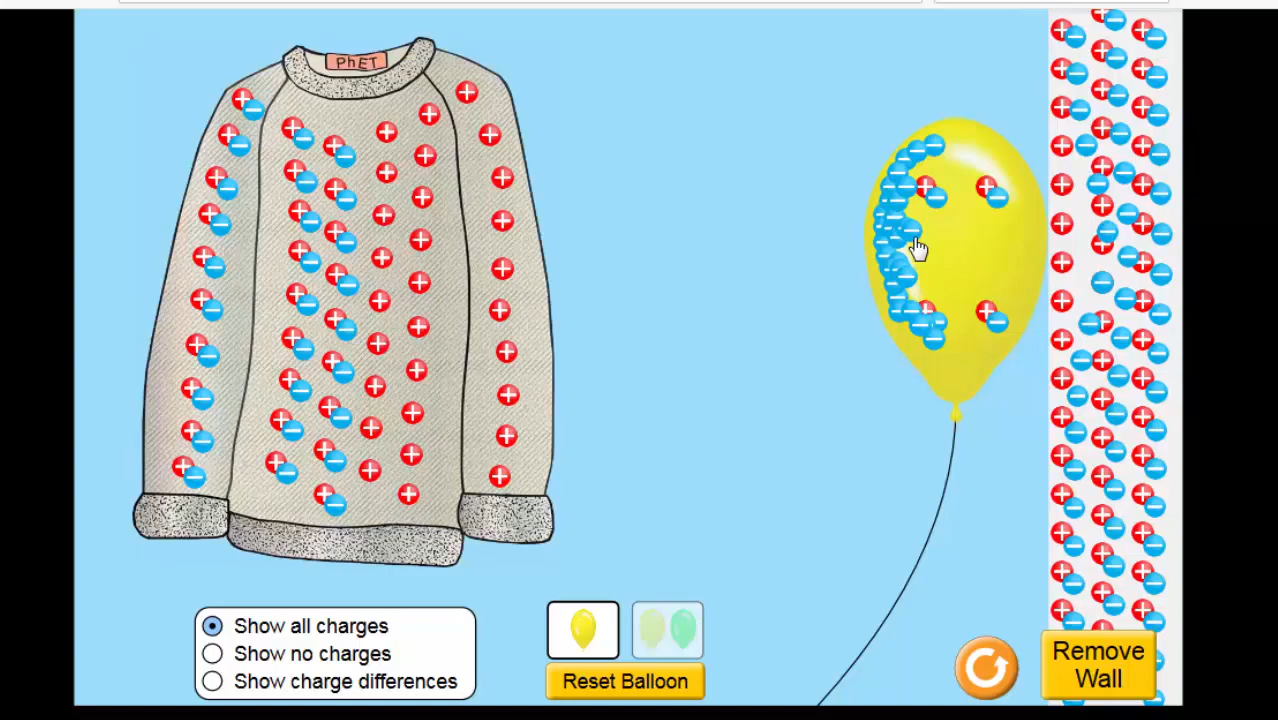 PhET
Show all charges
Show no charges
Show charge differences
Reset Balloon
Remove
Wall